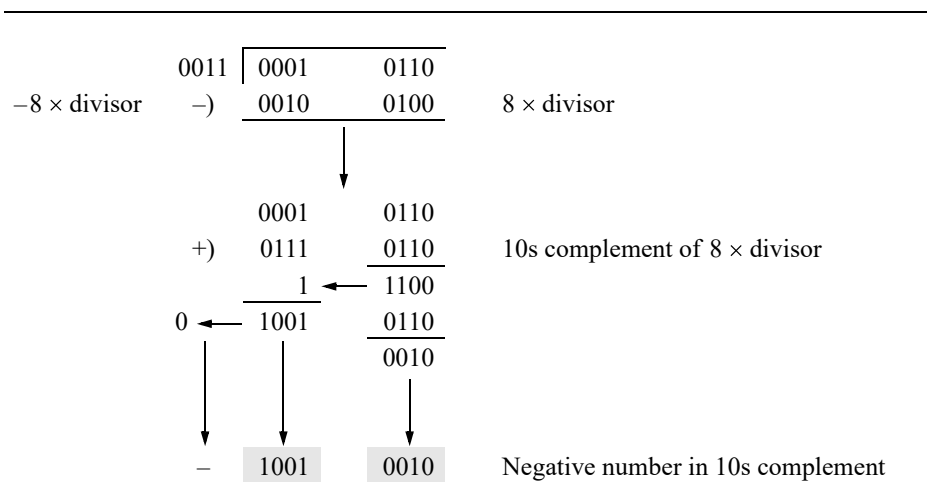 0011 0001 0110
–8 × divisor –) 0010 0100 8 × divisor
0001 0110
+) 0111 0110 10s complement of 8 × divisor
1 1100
0 1001 0110
0010
– 1001 0010 Negative number in 10s complement